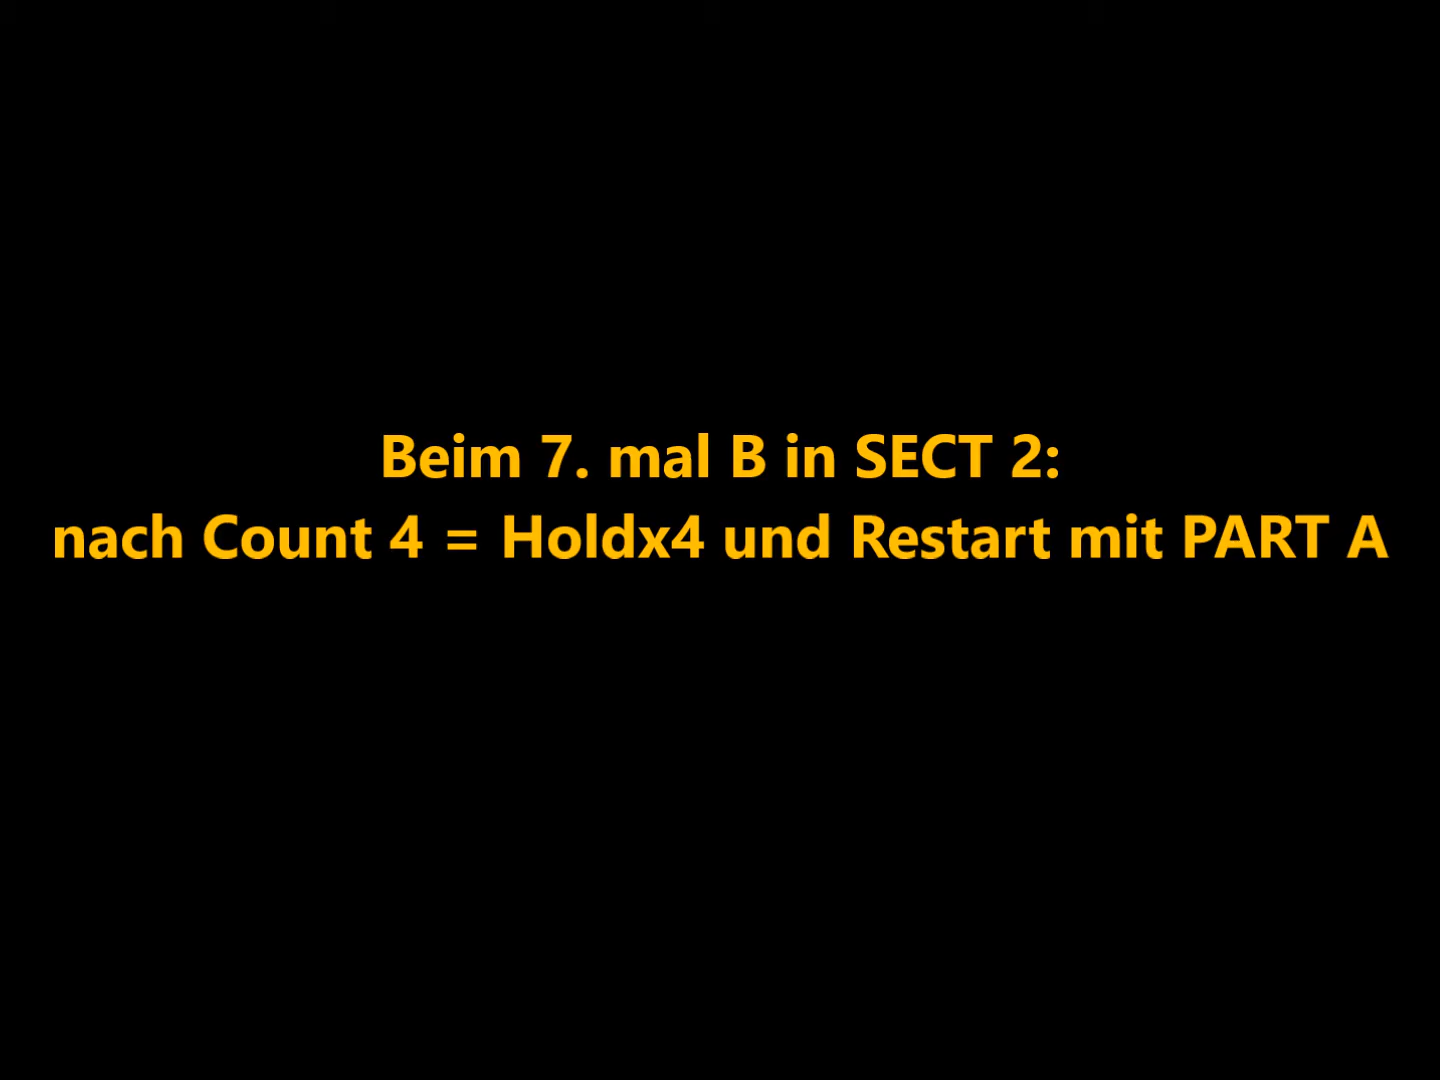 Beim 7. mal B in SECT 2:
nach Count 4 = Holdx4 und Restart mit PART A